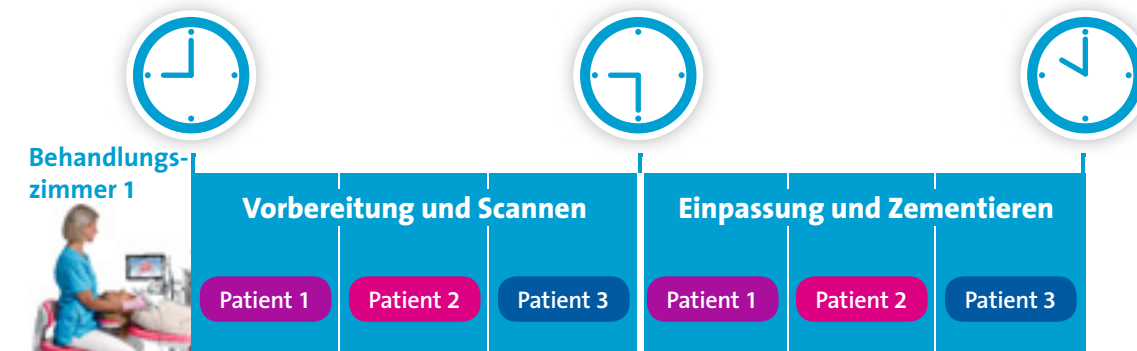 Behandlungs-
zimmer 1
Vorbereitung und Scannen
Einpassung und Zementieren
Patient 1
Patient 2
Patient 3
Patient 1
Patient 2
Patient 3